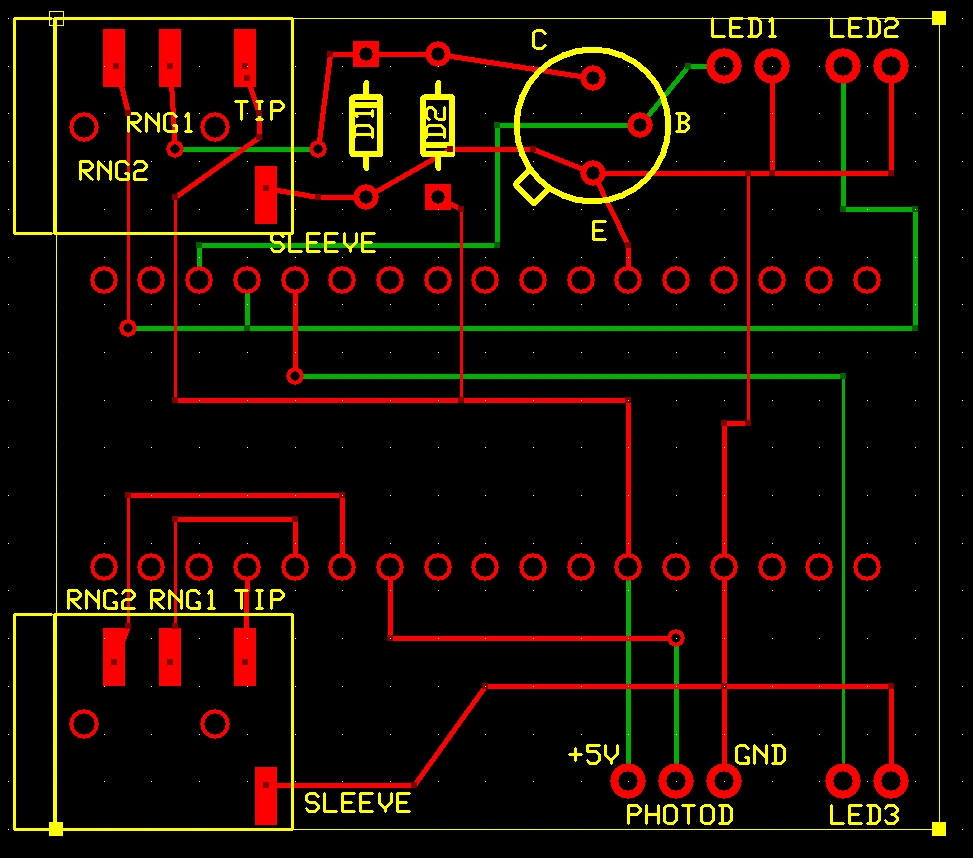 C
LED1 LED2
TIP
RNG1
D1 D2
B
RNG2
E
SLEEVE
RNG2 RNG1 TIP
+5V GND
SLEEVE
PHOTOD LED3